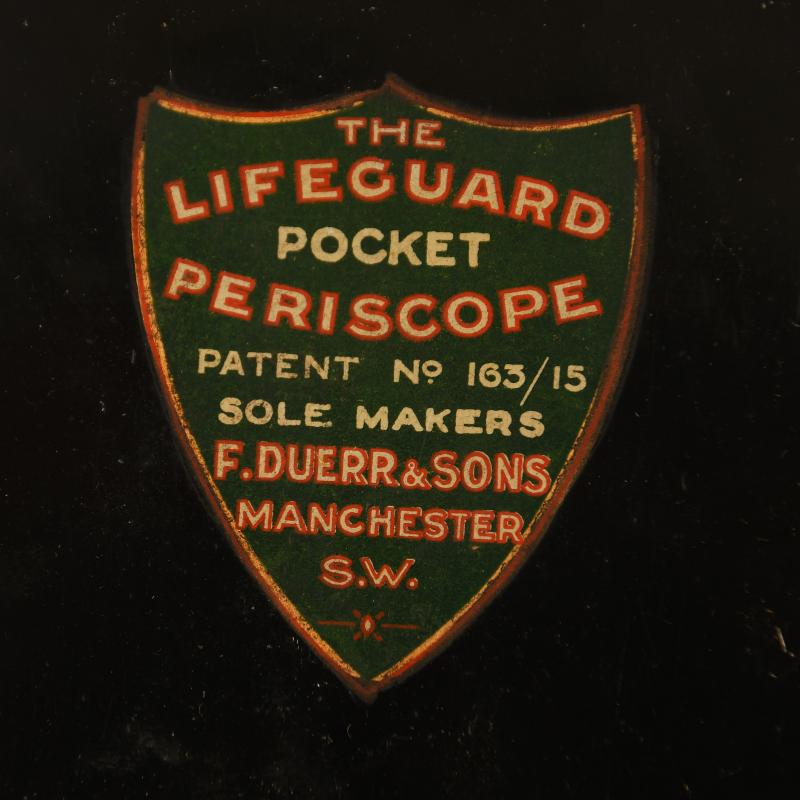 THE
LIFEGUARD
POCKET
PERISCOPE
PATENT Nº 163/15
SOLE MAKERS
F. DUERR & SONS
MANCHESTER
S.W.